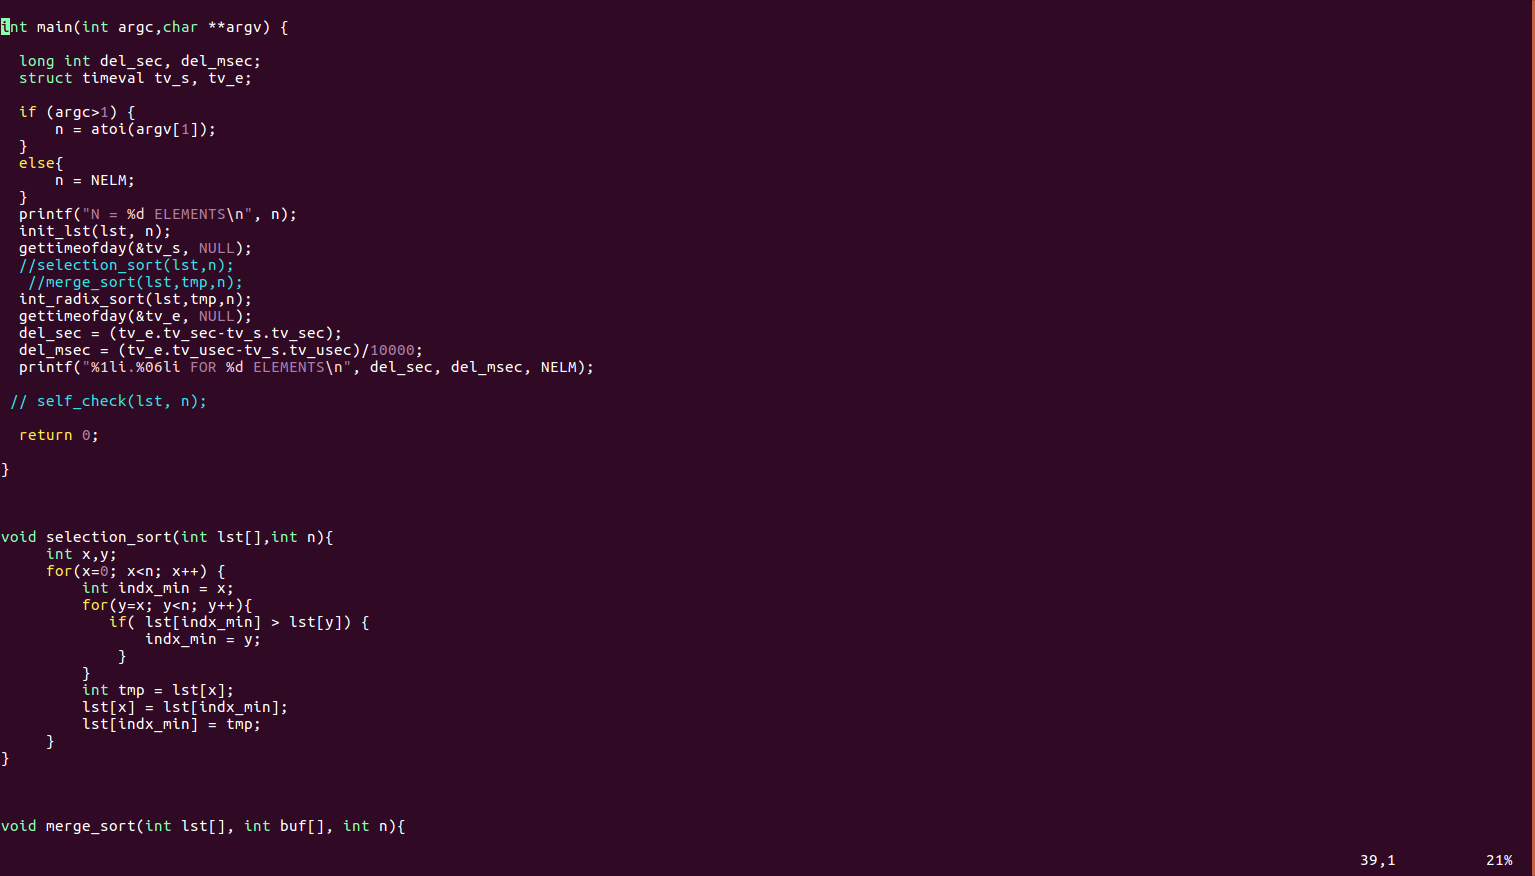 int main(int argc,char **argv) {
  long int del_sec, del_msec;
  struct timeval tv_s, tv_e;
  if (argc>1) {
      n = atoi(argv[1]);
  }
  else{
      n = NELM;
  }
  printf("N = %d ELEMENTS\n", n);
  init_lst(lst, n);
  gettimeofday(&tv_s, NULL);
  //selection_sort(lst,n);
   //merge_sort(lst,tmp,n);
  int_radix_sort(lst,tmp,n);
  gettimeofday(&tv_e, NULL);
  del_sec = (tv_e.tv_sec-tv_s.tv_sec);
  del_msec = (tv_e.tv_usec-tv_s.tv_usec)/10000;
  printf("%1li.%06li FOR %d ELEMENTS\n", del_sec, del_msec, NELM);
 // self_check(lst, n);
  return 0;
}
void selection_sort(int lst[],int n){
     int x,y;
     for(x=0; x<n; x++) {
         int indx_min = x;
         for(y=x; y<n; y++){
            if( lst[indx_min] > lst[y]) {
                indx_min = y;
             }
         }
         int tmp = lst[x];
         lst[x] = lst[indx_min];
         lst[indx_min] = tmp;
     }
}
void merge_sort(int lst[], int buf[], int n){
39,1 21%